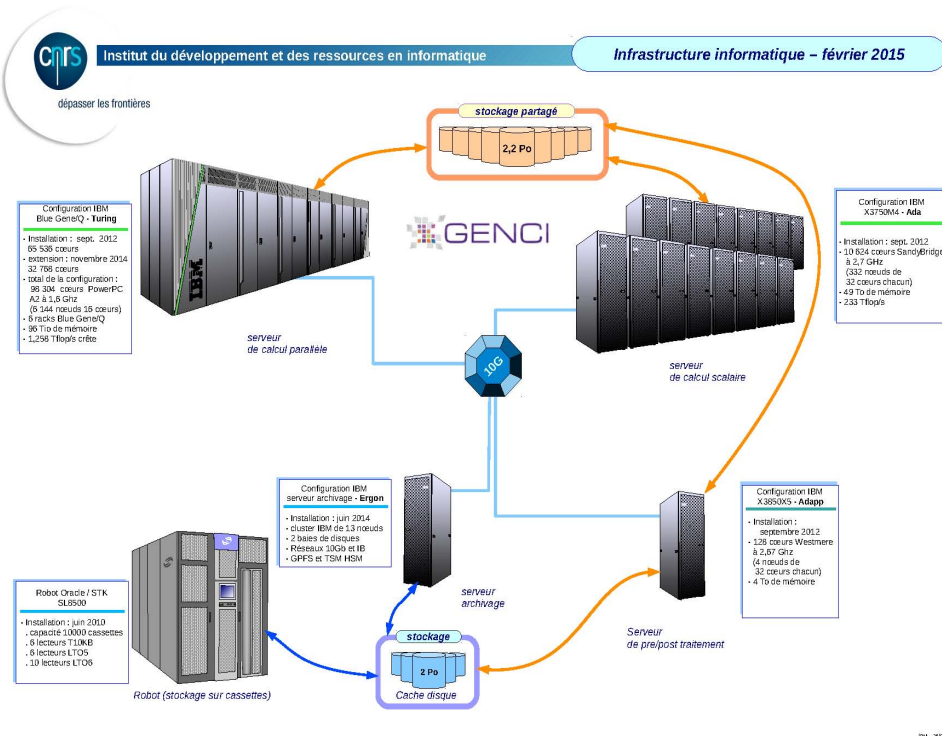 cnrs
Institut du développement et des ressources en informatique
Infrastructure informatique – février 2015
dépasser les frontières
stockage partagé
2,2 Po
Configuration IBM
Blue Gene/Q - Turing
- Installation : sept. 2012
65 536 cœurs
- extension : novembre 2014
32 768 cœurs
- total de la configuration :
98 304 cœurs PowerPC
A2 à 1,6 Ghz
(6 144 nœuds 16 cœurs)
- 6 racks Blue Gene/Q
- 96 Tio de mémoire
- 1,258 Tflop/s crête
IBM
GENCI
Configuration IBM
X3750M4 - Ada
- Installation : sept. 2012
- 10 624 cœurs SandyBridge
à 2,7 GHz
(332 nœuds de
32 cœurs chacun)
- 49 To de mémoire
- 233 Tflop/s
serveur
de calcul parallèle
10G
serveur
de calcul scalaire
Configuration IBM
serveur archivage - Ergon
- Installation : juin 2014
- cluster IBM de 13 nœuds
- 2 baies de disques
- Réseaux 10Gb et IB
- GPFS et TSM HSM
Configuration IBM
X3850X5 - Adapp
- Installation :
septembre 2012
- 128 cœurs Westmere
à 2,67 Ghz
(4 nœuds de
32 cœurs chacun)
- 4 To de mémoire
Robot Oracle / STK
SL8500
- Installation : juin 2010
. capacité 10000 cassettes
. 6 lecteurs T10KB
. 6 lecteurs LTO5
. 10 lecteurs LTO6
serveur
archivage
Serveur
de pre/post traitement
stockage
2 Po
Cache disque
Robot (stockage sur cassettes)